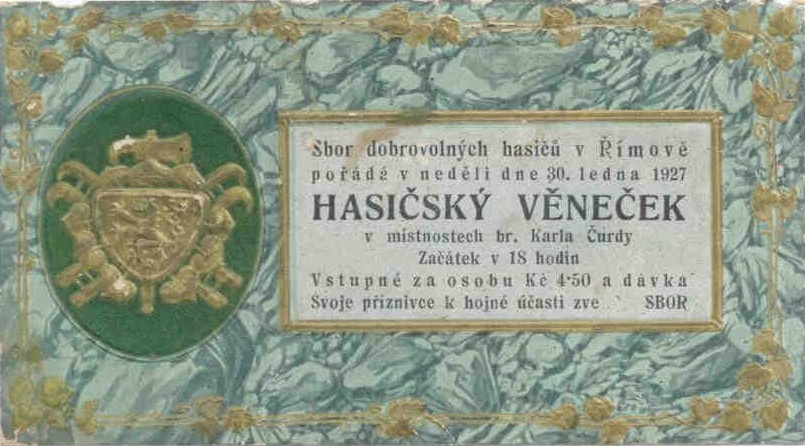 Sbor dobrovolných hasičů v Římově
pořádá v neděli dne 30. ledna 1927
HASIČSKÝ VĚNEČEK
v místnostech br. Karla Čurdy
Začátek v 18 hodin
Vstupné za osobu Kč 4·50 a dávka
Svoje příznivce k hojné účasti zve SBOR